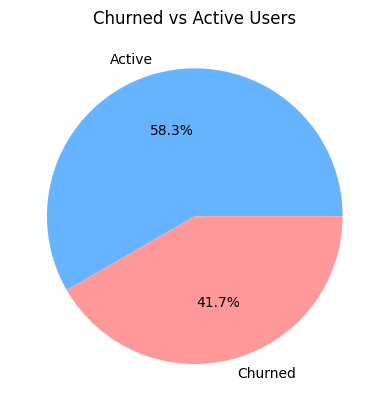 Churned vs Active Users
Active
58.3%
41.7%
Churned